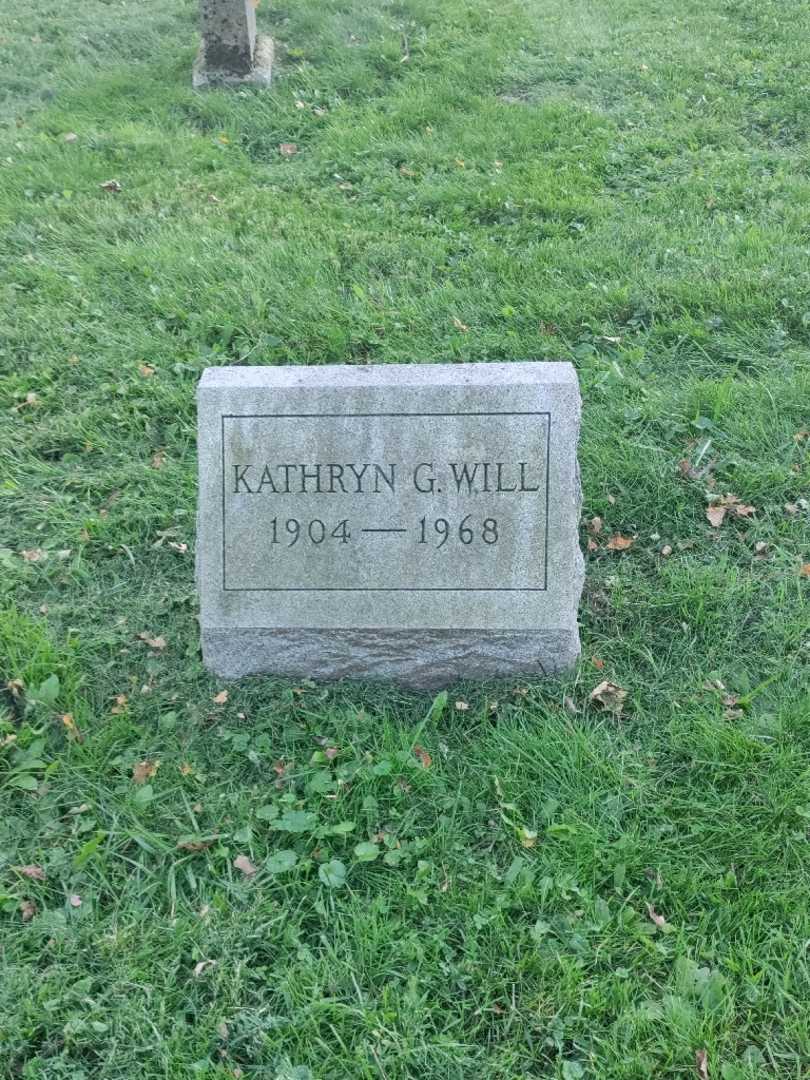 KATHRYN G. WILL
1904 — 1968